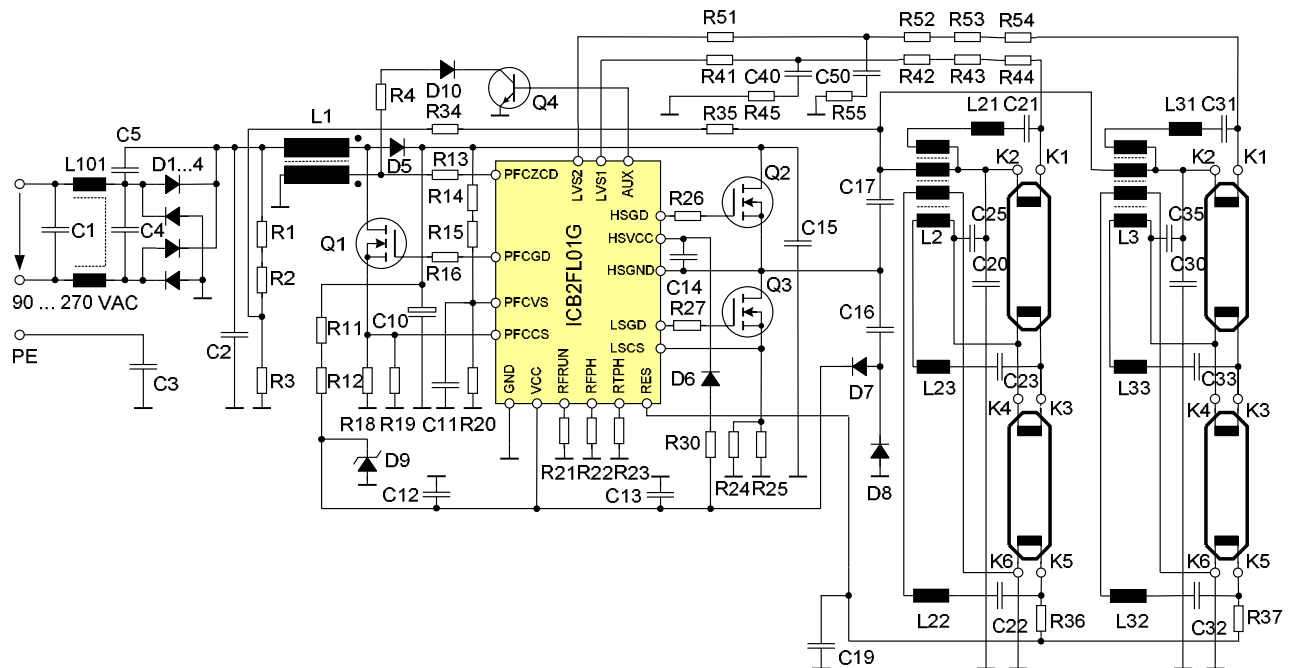 R51
R52
R53
R54
R41
C40
C50
R42
R43
R44
D10
Q4
R4
R34
R45
R55
R35
L21
C21
L31
C31
C5
L1
D5
R13
L101
D1...4
PFCZCD
LVS2
LVS1
AUX
Q2
K2
K1
K2
K1
R14
HSGD
R26
C17
C1
C4
R1
Q1
R15
HSVCC
C15
L2
C25
L3
C35
R2
R16
PFCGD
ICB2FL01G
HSGND
C14
Q3
C20
C30
90 ... 270 VAC
PFCVS
R27
C16
R11
C10
LSGD
PE
C2
PFCCS
LSCS
C3
R3
R12
GND
VCC
RFRUN
RFPH
RTPH
RES
D6
D7
L23
C23
L33
C33
K4
K3
K4
K3
R18
R19
C11
R20
R30
D9
R21
R22
R23
R24
R25
D8
C12
C13
K6
K5
K6
K5
L22
C22
R36
L32
C32
R37
C19